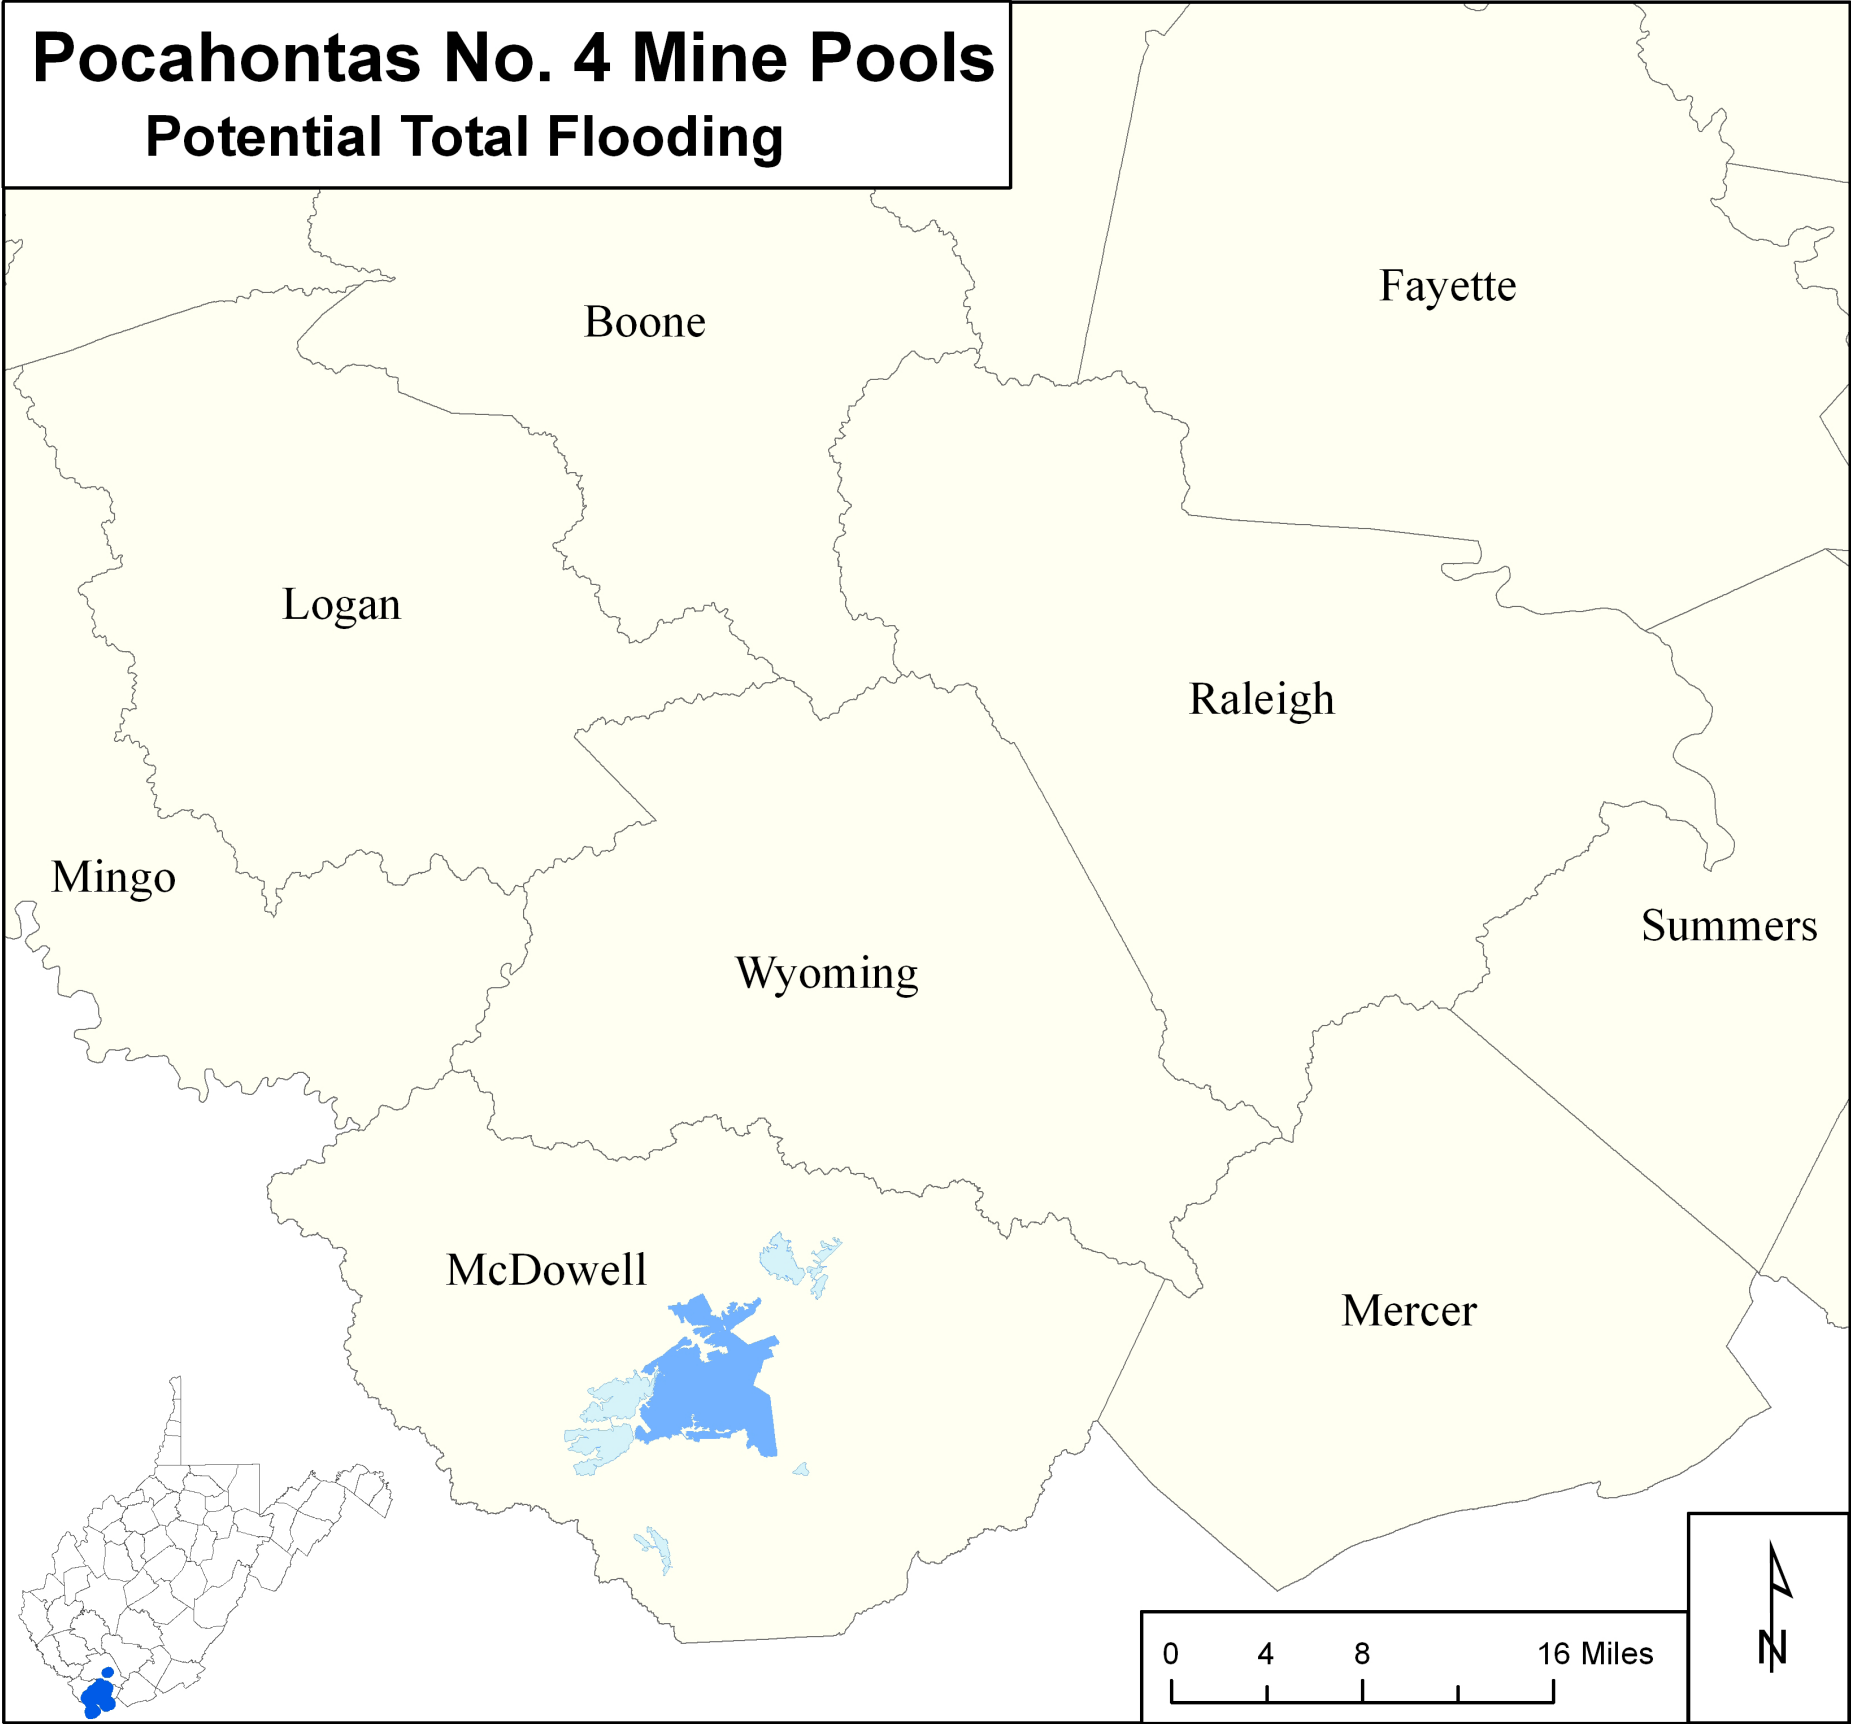 Pocahontas No. 4 Mine Pools
Potential Total Flooding
Fayette
Boone
Logan
Raleigh
Mingo
Summers
Wyoming
McDowell
Mercer
0 4 8 16 Miles
N